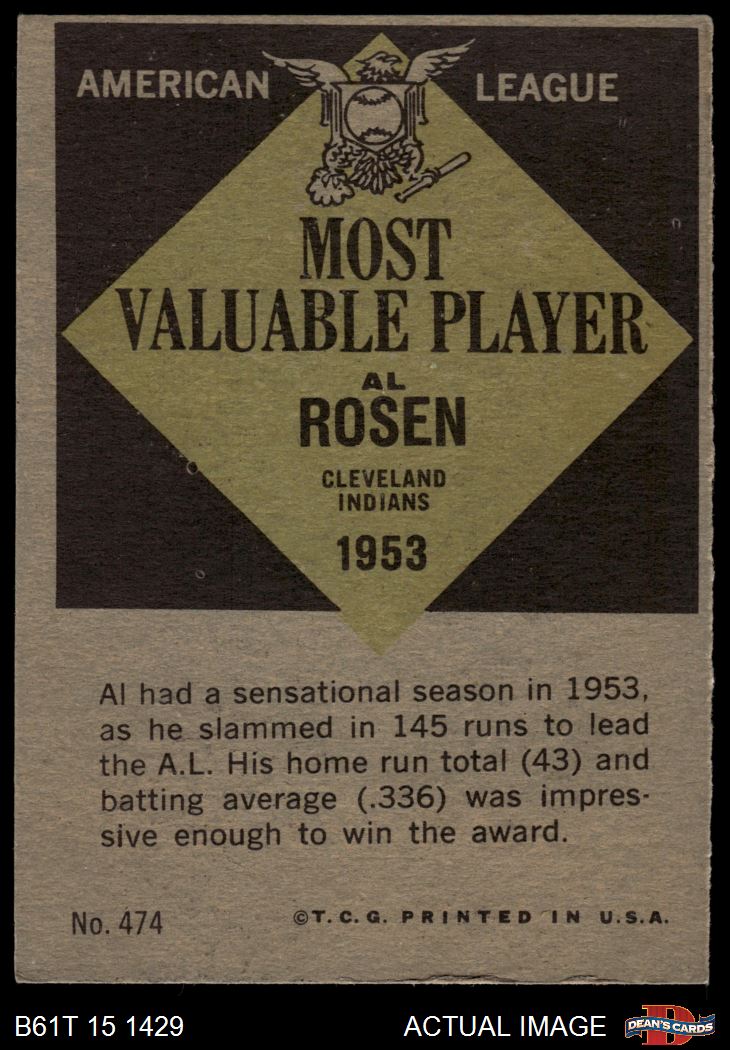 AMERICAN LEAGUE
MOST
VALUABLE PLAYER
AL
ROSEN
CLEVELAND
INDIANS
1953
Al had a sensational season in 1953,
as he slammed in 145 runs to lead
the A.L. His home run total (43) and
batting average (.336) was impres-
sive enough to win the award.
No. 474 ©T.C.G. PRINTED IN U.S.A.
B61T 15 1429 ACTUAL IMAGE D DEAN'S CARDS